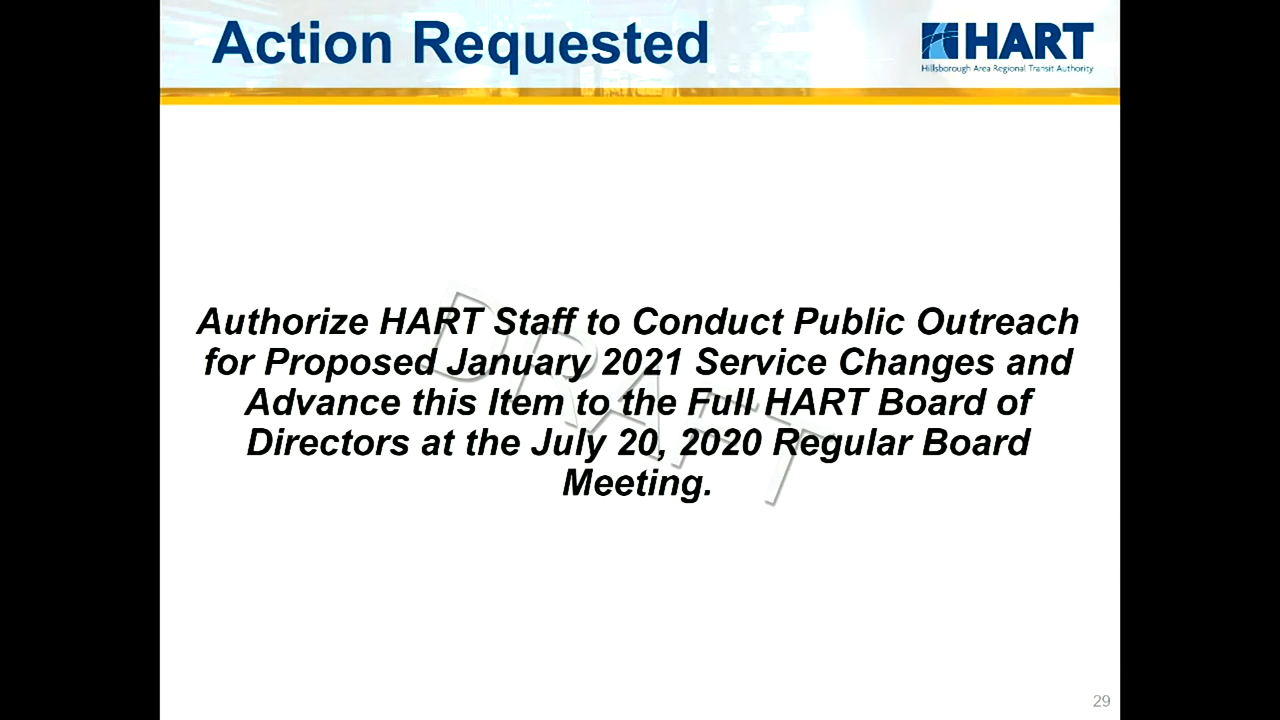 Action Requested
HART
Hillsborough Area Regional Transit Authority
Authorize HART Staff to Conduct Public Outreach
for Proposed January 2021 Service Changes and
Advance this Item to the Full HART Board of
Directors at the July 20, 2020 Regular Board
Meeting.
DRAFT
29